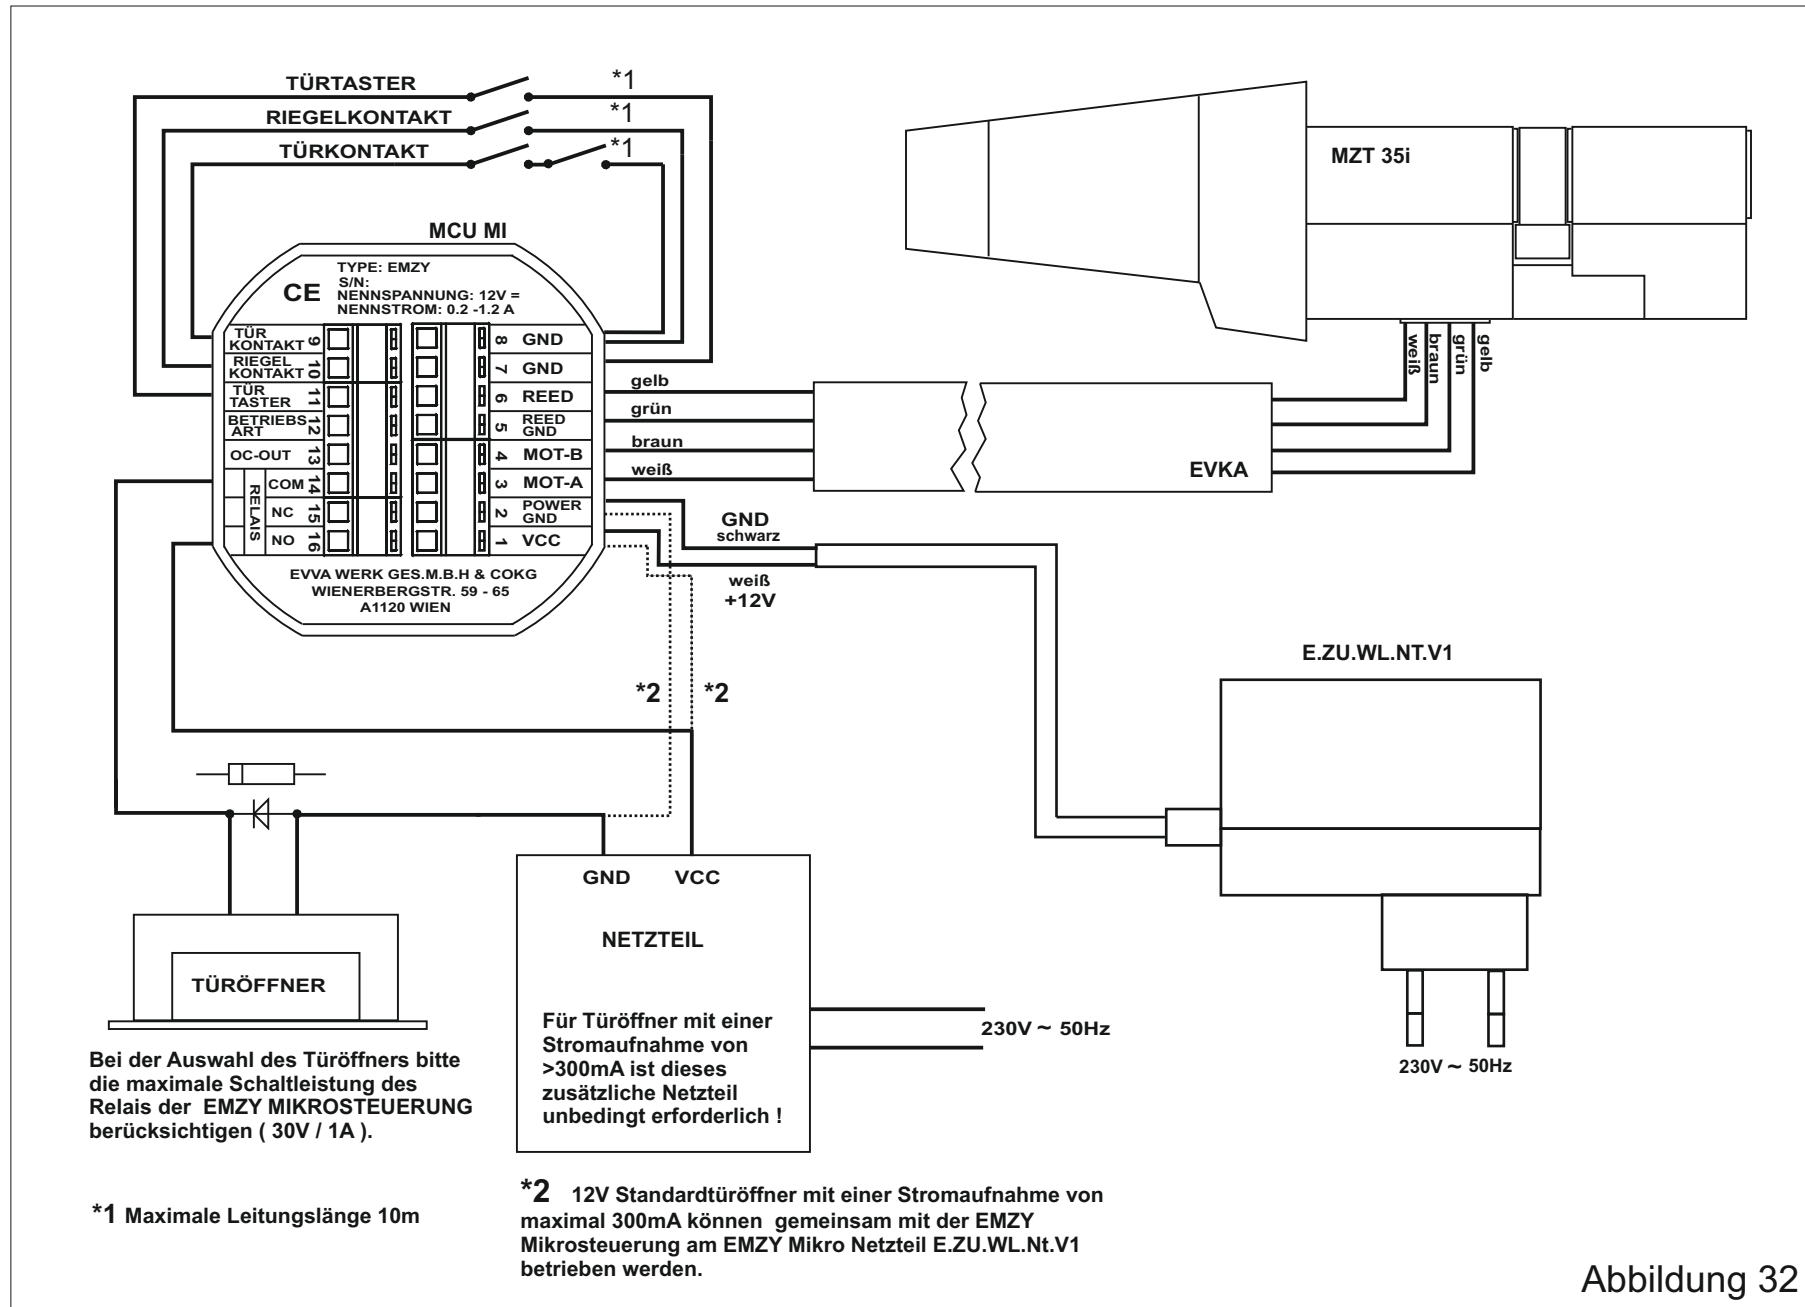 TÜRTASTER
*1
RIEGELKONTAKT
*1
TÜRKONTAKT
*1
MCU MI
TYPE: EMZY
S/N:
CE
NENNSPANNUNG: 12V =
NENNSTROM: 0.2 -1.2 A
TÜR
KONTAKT 9
RIEGEL
KONTAKT 10
TÜR
TASTER 11
BETRIEBS
ART 12
OC-OUT 13
RELAIS
COM 14
NC 15
NO 16
8 GND
7 GND
6 REED
5 REED
GND
4 MOT-B
3 MOT-A
2 POWER
GND
1 VCC
EVVA WERK GES.M.B.H & COKG
WIENERBERGSTR. 59 - 65
A1120 WIEN
gelb
grün
braun
weiß
EVKA
MZT 35i
weiß
braun
grün
gelb
GND
schwarz
weiß
+12V
*2
*2
E.ZU.WL.NT.V1
230V ~ 50Hz
GND VCC
NETZTEIL
Für Türöffner mit einer
Stromaufnahme von
>300mA ist dieses
zusätzliche Netzteil
unbedingt erforderlich !
230V ~ 50Hz
TÜRÖFFNER
Bei der Auswahl des Türöffners bitte
die maximale Schaltleistung des
Relais der EMZY MIKROSTEUERUNG
berücksichtigen ( 30V / 1A ).
*1 Maximale Leitungslänge 10m
*2 12V Standardtüröffner mit einer Stromaufnahme von
maximal 300mA können gemeinsam mit der EMZY
Mikrosteuerung am EMZY Mikro Netzteil E.ZU.WL.Nt.V1
betrieben werden.
Abbildung 32